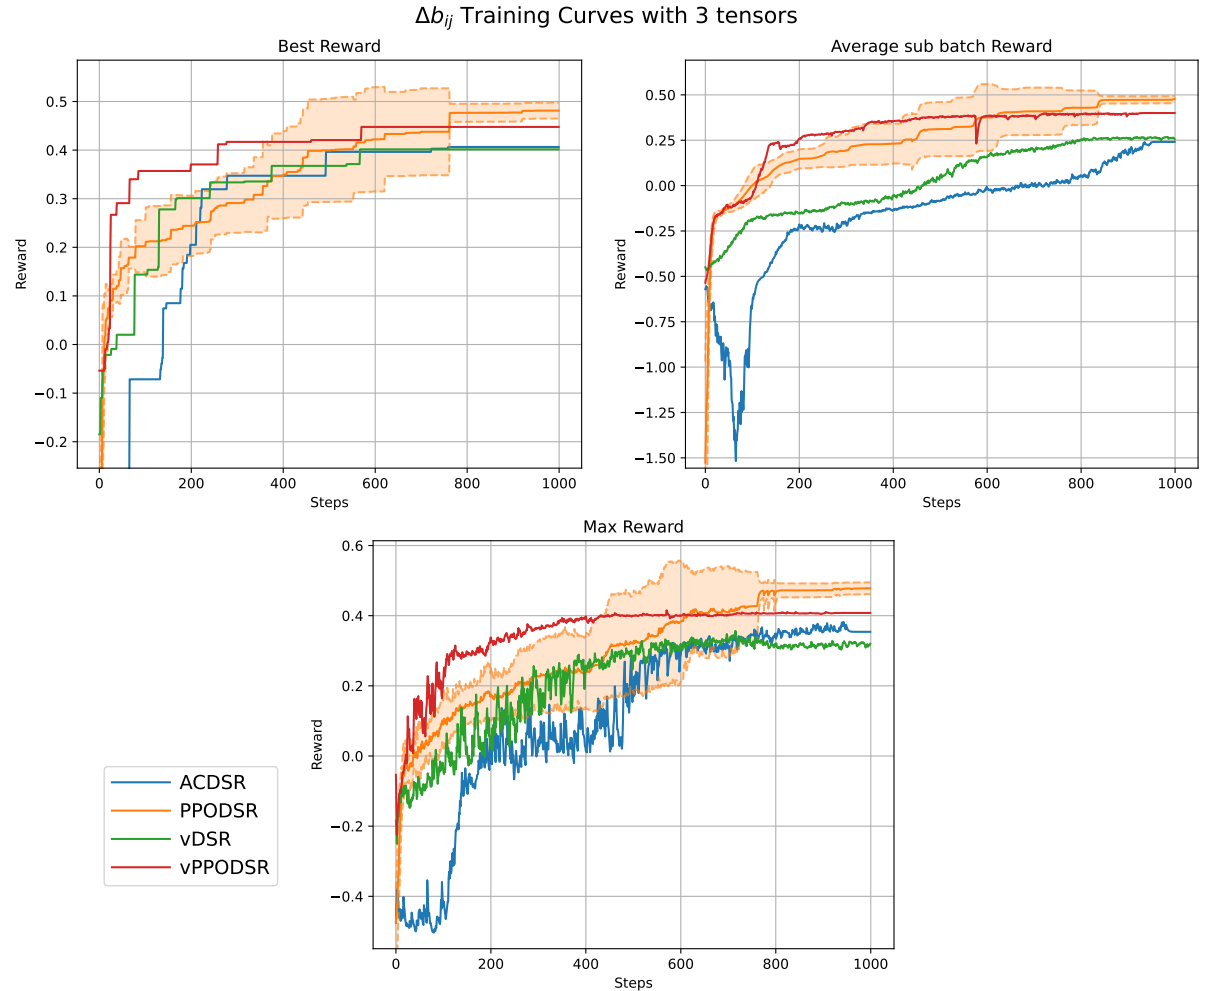 Δb_ij Training Curves with 3 tensors
Best Reward
0.5
0.4
0.3
0.2
0.1
0.0
−0.1
−0.2
Reward
0 200 400 600 800 1000
Steps
Average sub batch Reward
0.50
0.25
0.00
−0.25
−0.50
−0.75
−1.00
−1.25
−1.50
Reward
0 200 400 600 800 1000
Steps
Max Reward
0.6
0.4
0.2
0.0
−0.2
−0.4
Reward
0 200 400 600 800 1000
Steps
ACDSR
PPODSR
vDSR
vPPODSR